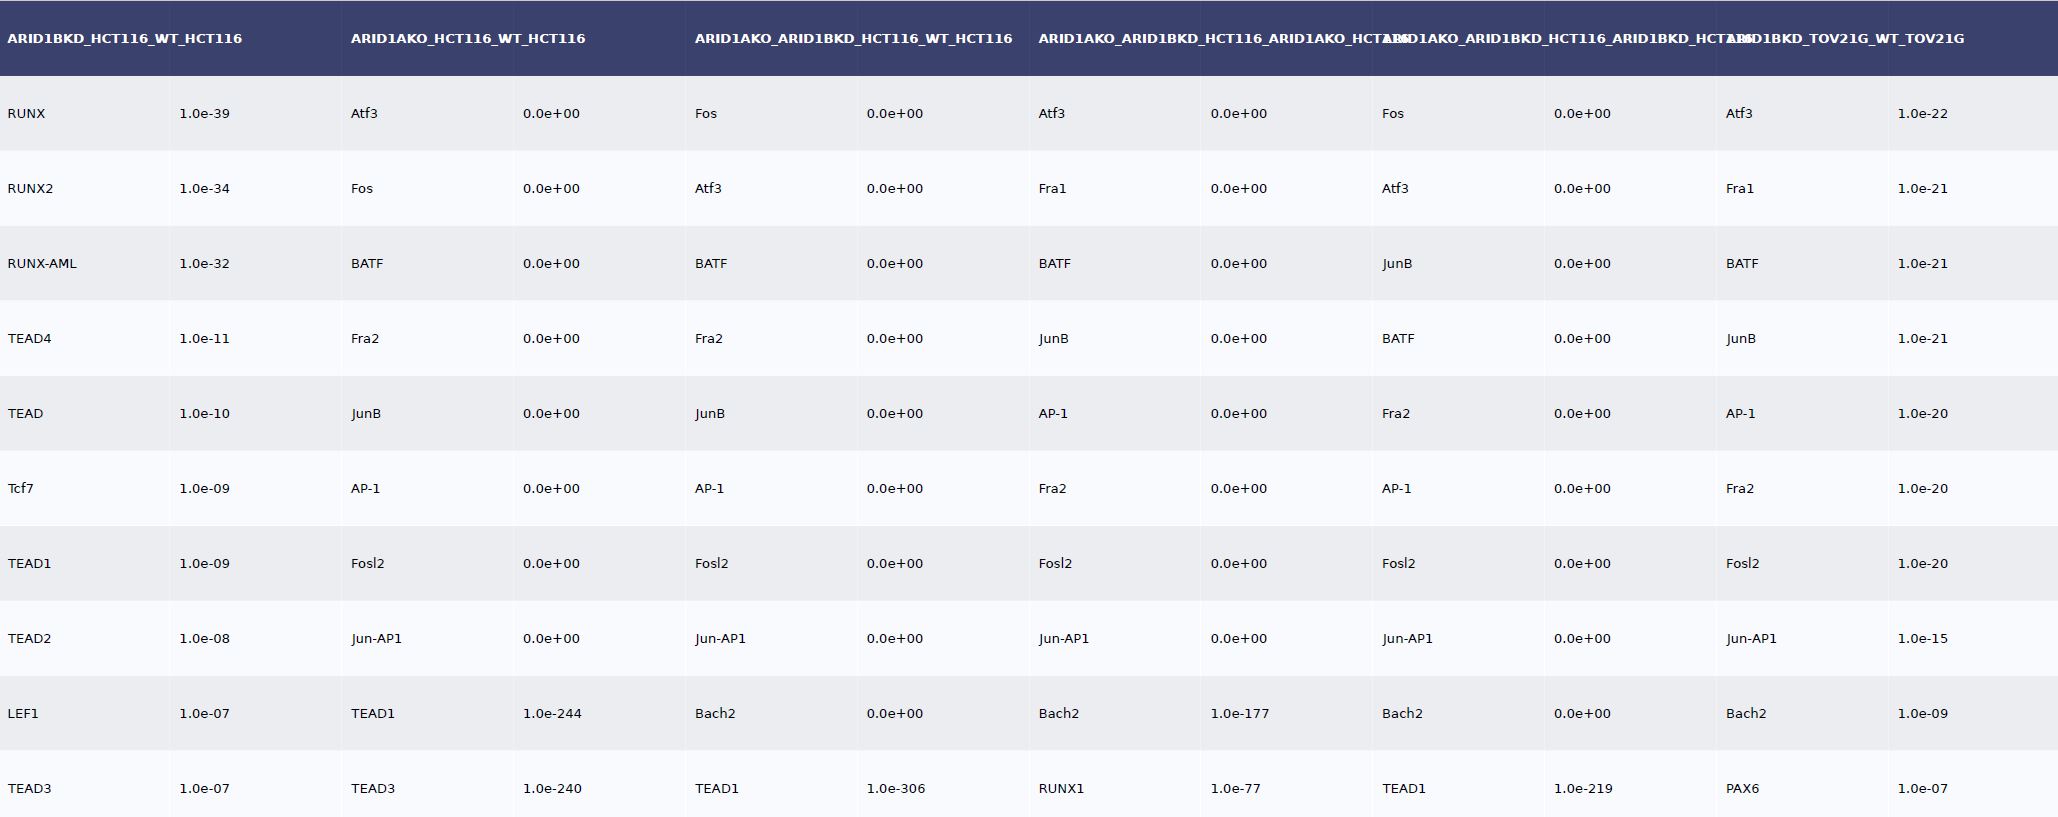 ARID1BKD_HCT116_WT_HCT116 ARID1AKO_HCT116_WT_HCT116 ARID1AKO_ARID1BKD_HCT116_WT_HCT116 ARID1AKO_ARID1BKD_HCT116_ARID1AKO_HCT116 ARID1AKO_ARID1BKD_HCT116_ARID1BKD_HCT116 ARID1BKD_TOV21G_WT_TOV21G
RUNX 1.0e-39 Atf3 0.0e+00 Fos 0.0e+00 Atf3 0.0e+00 Fos 0.0e+00 Atf3 1.0e-22
RUNX2 1.0e-34 Fos 0.0e+00 Atf3 0.0e+00 Fra1 0.0e+00 Atf3 0.0e+00 Fra1 1.0e-21
RUNX-AML 1.0e-32 BATF 0.0e+00 BATF 0.0e+00 BATF 0.0e+00 JunB 0.0e+00 BATF 1.0e-21
TEAD4 1.0e-11 Fra2 0.0e+00 Fra2 0.0e+00 JunB 0.0e+00 BATF 0.0e+00 JunB 1.0e-21
TEAD 1.0e-10 JunB 0.0e+00 JunB 0.0e+00 AP-1 0.0e+00 Fra2 0.0e+00 AP-1 1.0e-20
Tcf7 1.0e-09 AP-1 0.0e+00 AP-1 0.0e+00 Fra2 0.0e+00 AP-1 0.0e+00 Fra2 1.0e-20
TEAD1 1.0e-09 Fosl2 0.0e+00 Fosl2 0.0e+00 Fosl2 0.0e+00 Fosl2 0.0e+00 Fosl2 1.0e-20
TEAD2 1.0e-08 Jun-AP1 0.0e+00 Jun-AP1 0.0e+00 Jun-AP1 0.0e+00 Jun-AP1 0.0e+00 Jun-AP1 1.0e-15
LEF1 1.0e-07 TEAD1 1.0e-244 Bach2 0.0e+00 Bach2 1.0e-177 Bach2 0.0e+00 Bach2 1.0e-09
TEAD3 1.0e-07 TEAD3 1.0e-240 TEAD1 1.0e-306 RUNX1 1.0e-77 TEAD1 1.0e-219 PAX6 1.0e-07